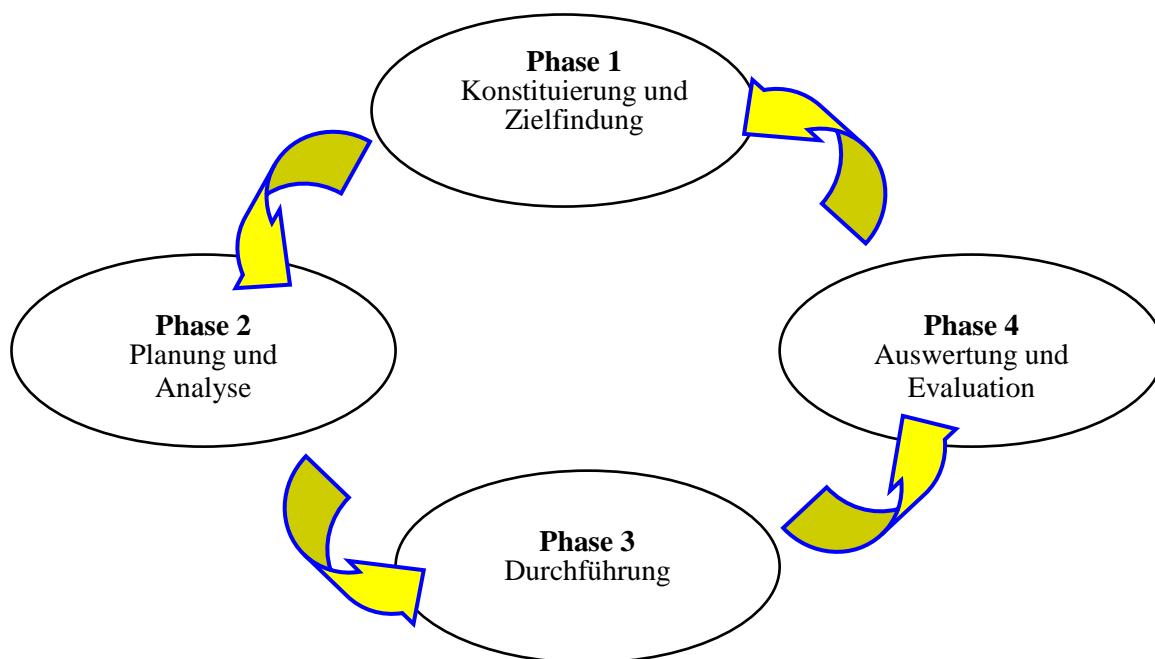 Phase 1
Konstituierung und
Zielfindung
Phase 2
Planung und
Analyse
Phase 4
Auswertung und
Evaluation
Phase 3
Durchführung